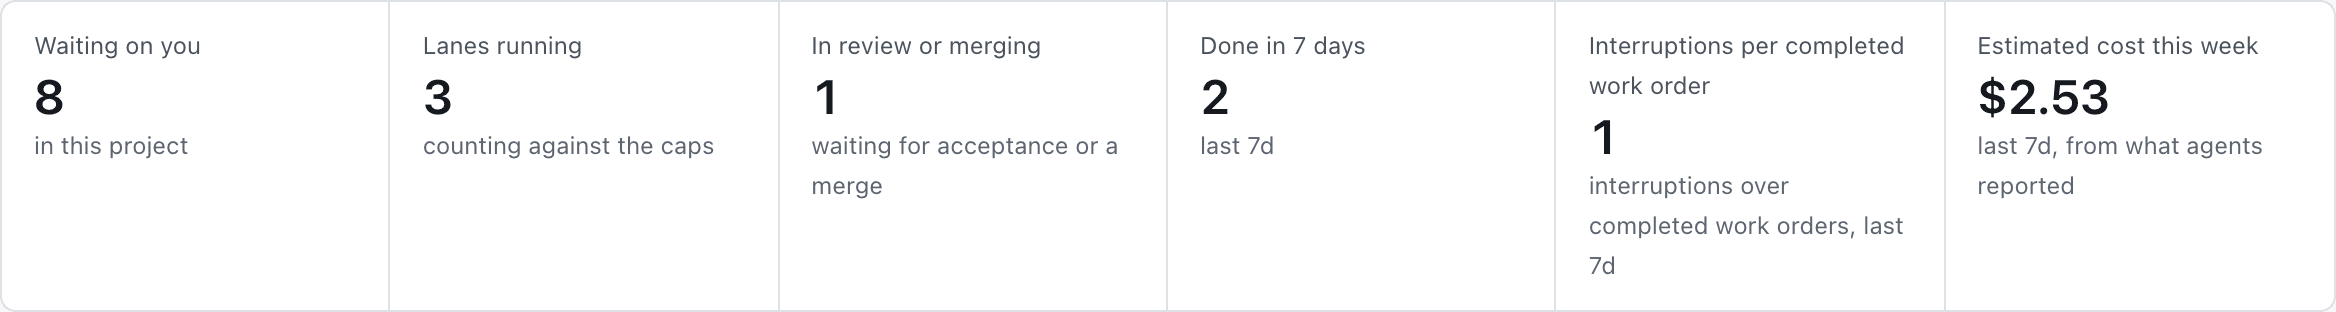 Waiting on you
8
in this project
Lanes running
3
counting against the caps
In review or merging
1
waiting for acceptance or a
merge
Done in 7 days
2
last 7d
Interruptions per completed
work order
1
interruptions over
completed work orders, last
7d
Estimated cost this week
$2.53
last 7d, from what agents
reported